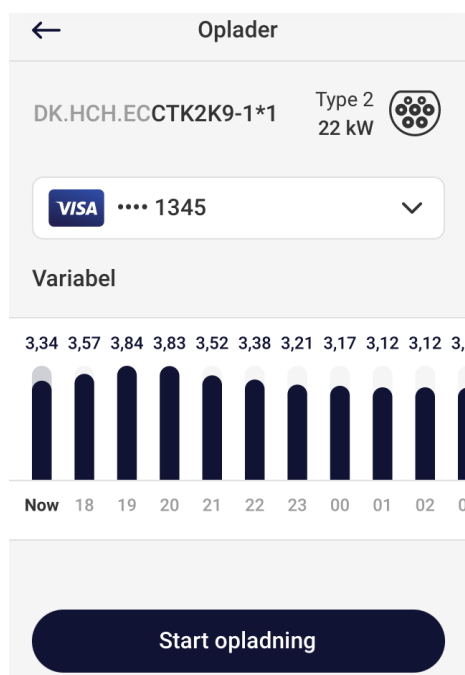 Oplader
DK.HCH.ECCTK2K9-1*1
Type 2
22 kW
VISA •••• 1345
Variabel
3,34 3,57 3,84 3,83 3,52 3,38 3,21 3,17 3,12 3,12 3,
Now 18 19 20 21 22 23 00 01 02
Start opladning